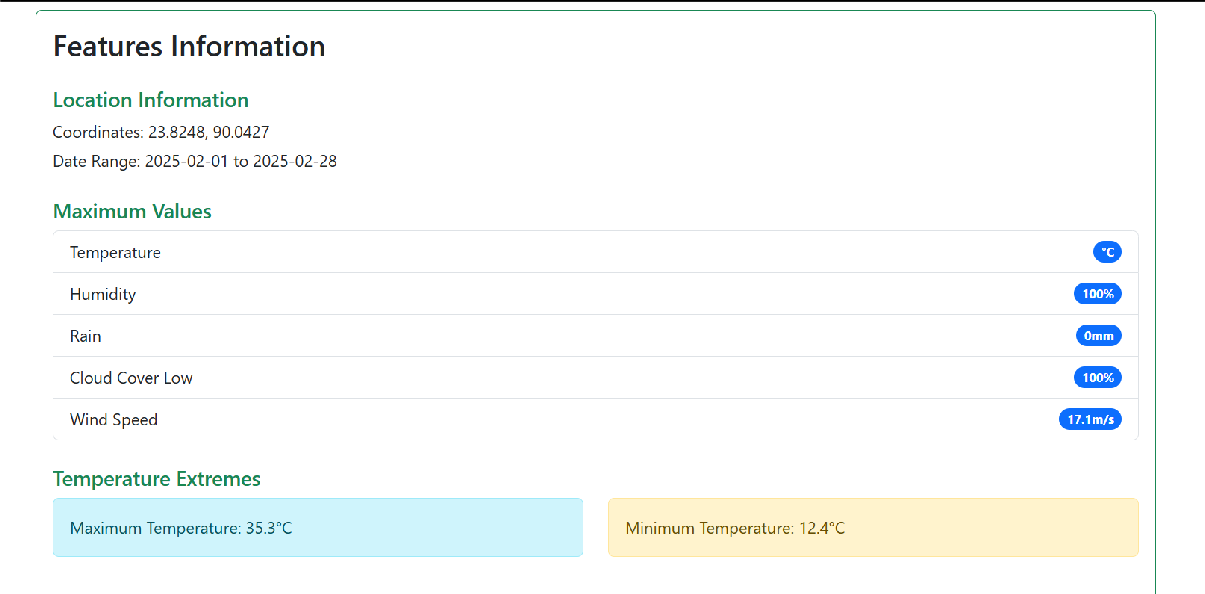 Features Information
Location Information
Coordinates: 23.8248, 90.0427
Date Range: 2025-02-01 to 2025-02-28
Maximum Values
Temperature °C
Humidity 100%
Rain 0mm
Cloud Cover Low 100%
Wind Speed 17.1m/s
Temperature Extremes
Maximum Temperature: 35.3°C Minimum Temperature: 12.4°C